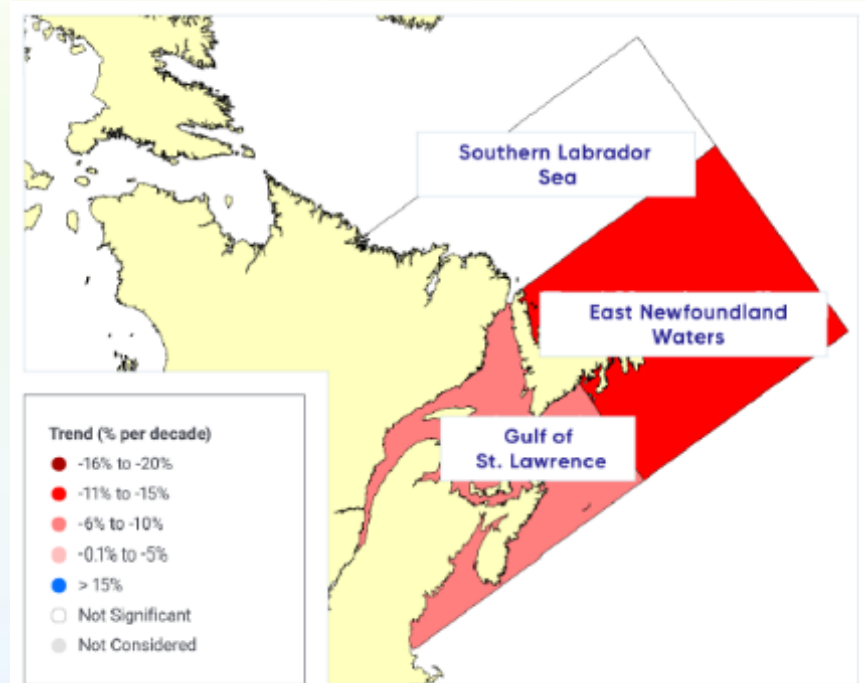 Southern Labrador
Sea
East Newfoundland
Waters
Gulf of
St. Lawrence
Trend (% per decade)
-16% to -20%
-11% to -15%
-6% to -10%
-0.1% to -5%
> 15%
Not Significant
Not Considered